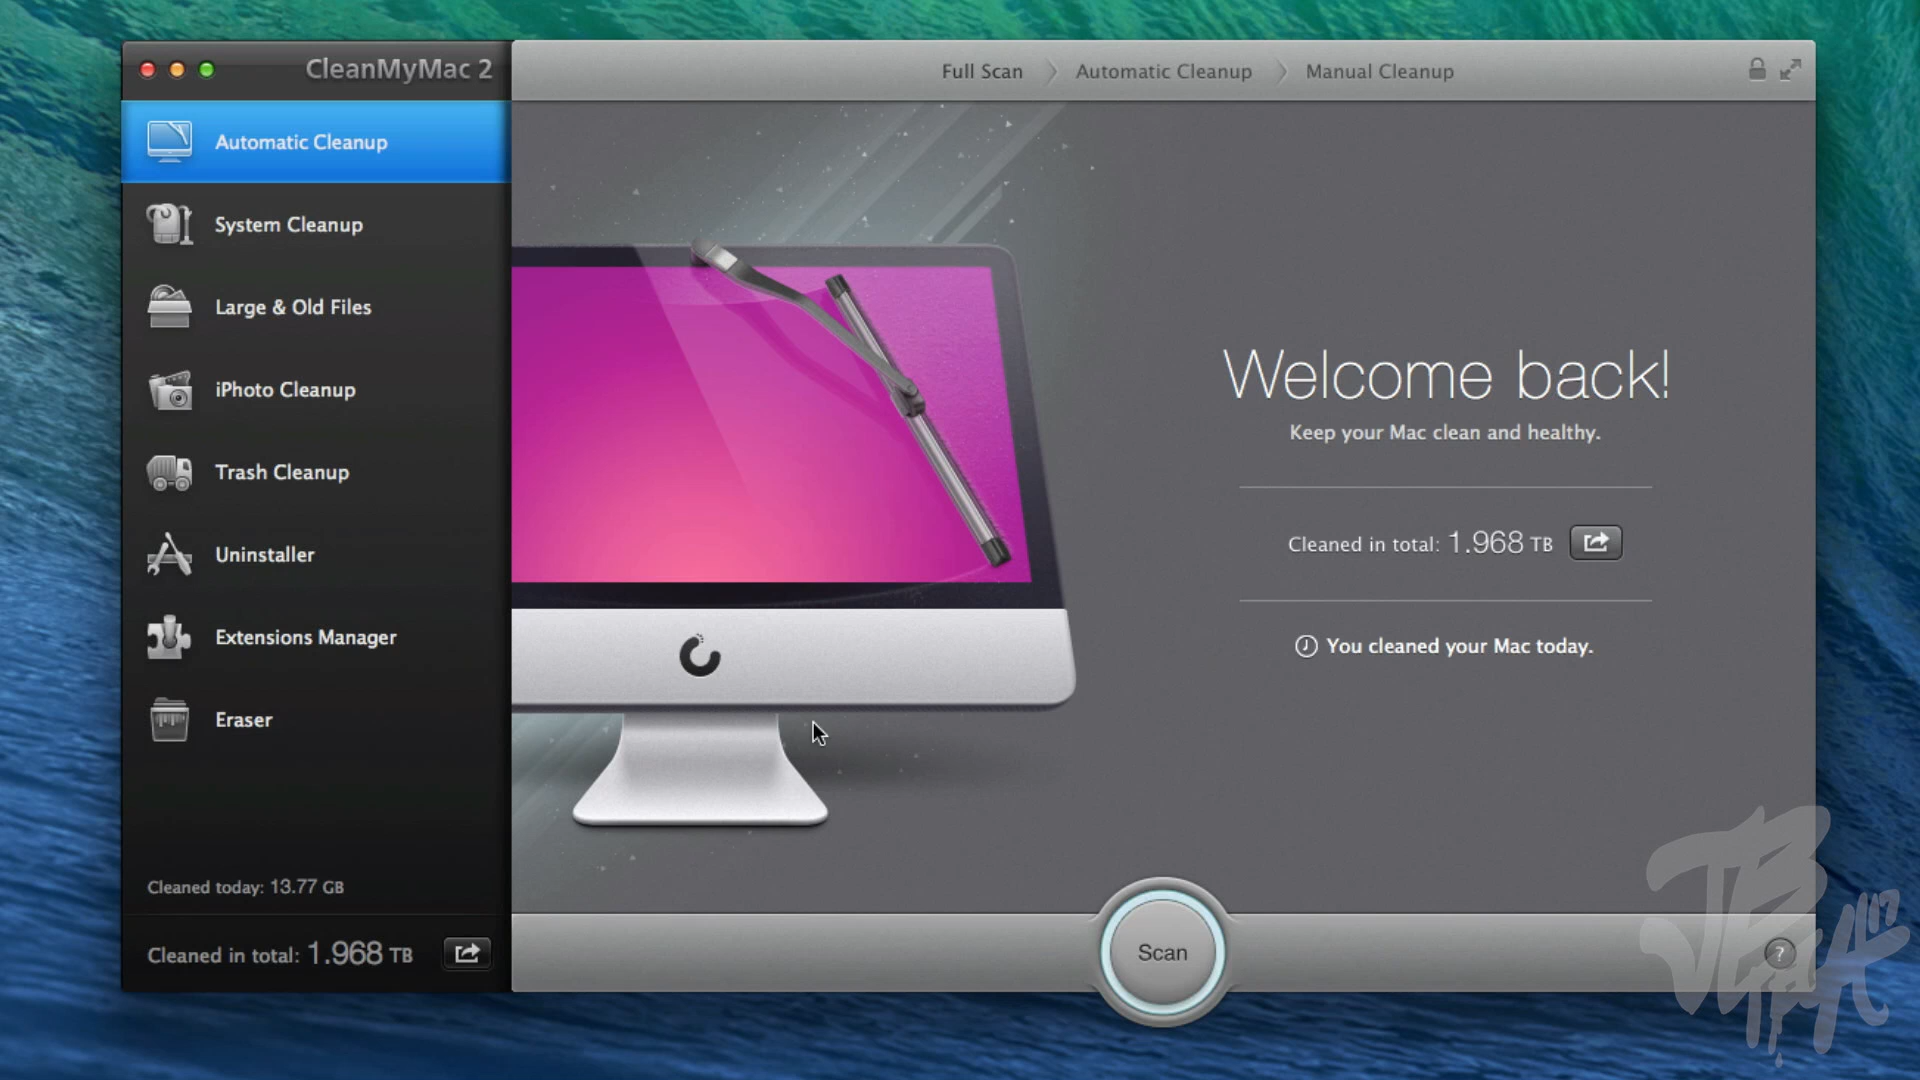 CleanMyMac 2
Full Scan
Automatic Cleanup
Manual Cleanup
Automatic Cleanup
System Cleanup
Large & Old Files
iPhoto Cleanup
Trash Cleanup
Uninstaller
Extensions Manager
Eraser
Cleaned today: 13.77 GB
Cleaned in total: 1.968 TB
Welcome back!
Keep your Mac clean and healthy.
Cleaned in total: 1.968 TB
You cleaned your Mac today.
Scan
?